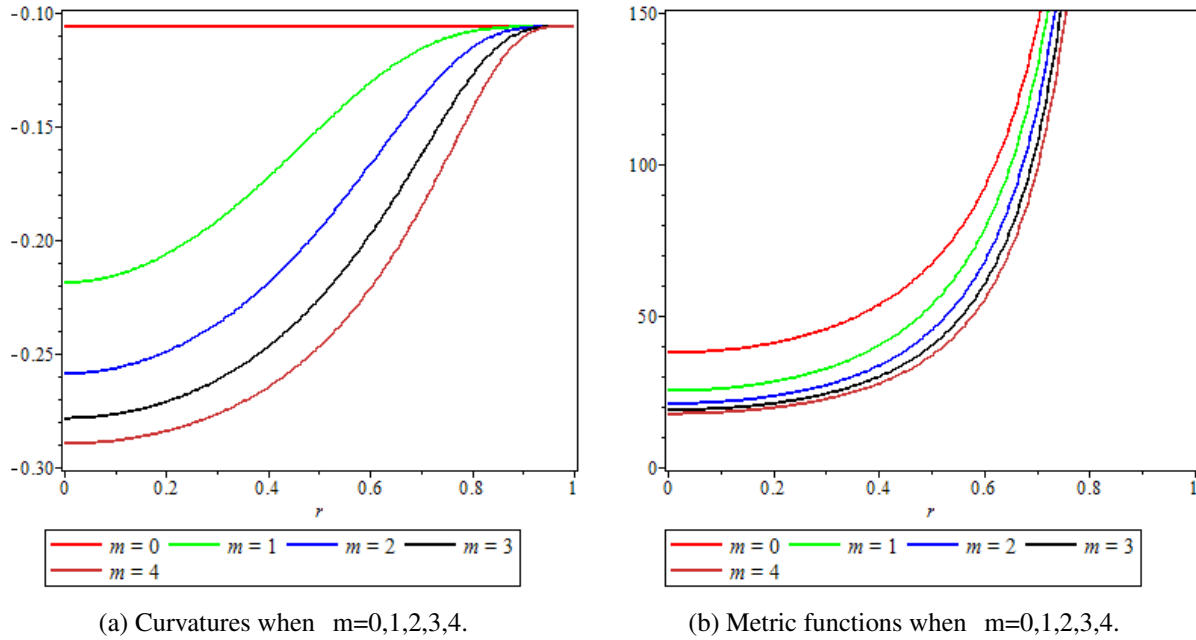 -0.10
-0.15
-0.20
-0.25
-0.30
0 0.2 0.4 0.6 0.8 1
r
m = 0 m = 1 m = 2 m = 3
m = 4
(a) Curvatures when m=0,1,2,3,4.
150
100
50
0
0 0.2 0.4 0.6 0.8 1
r
m = 0 m = 1 m = 2 m = 3
m = 4
(b) Metric functions when m=0,1,2,3,4.